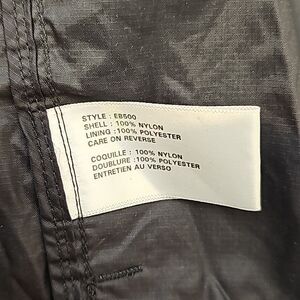 STYLE : EB500
SHELL : 100% NYLON
LINING : 100% POLYESTER
CARE ON REVERSE
COQUILLE : 100% NYLON
DOUBLURE : 100% POLYESTER
ENTRETIEN AU VERSO